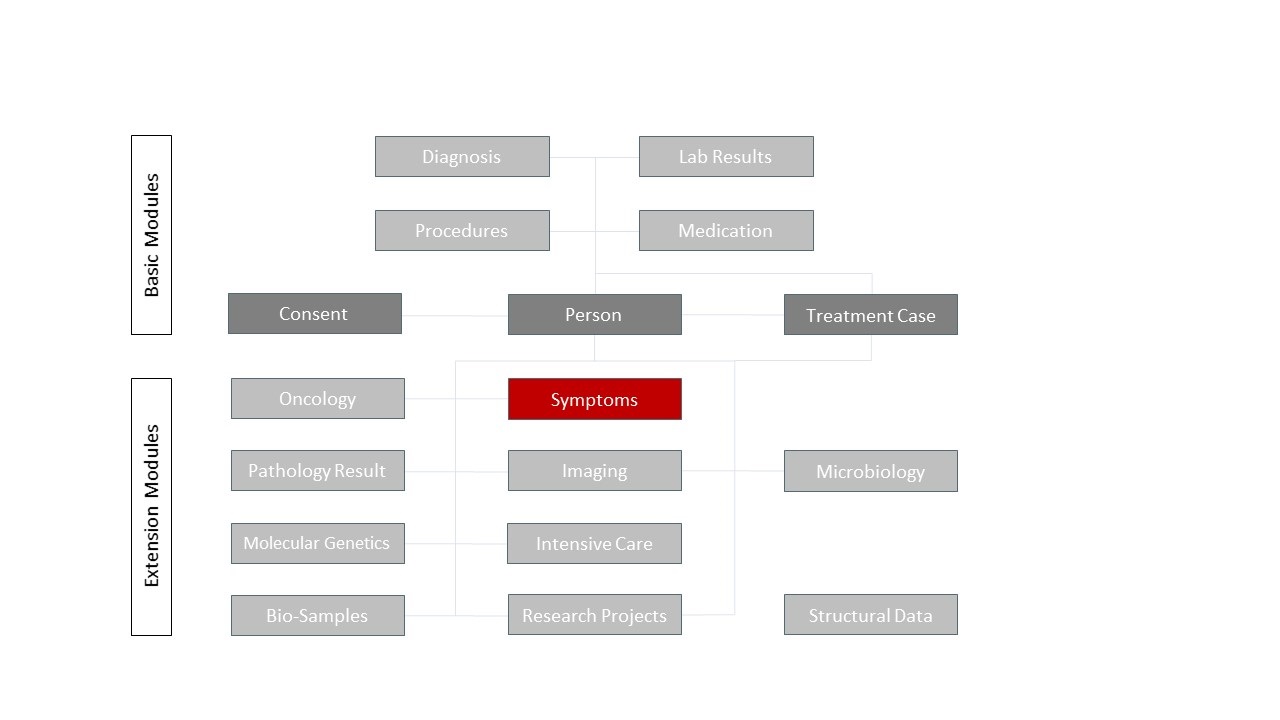 Basic Modules
Diagnosis
Lab Results
Procedures
Medication
Consent
Person
Treatment Case
Extension Modules
Oncology
Symptoms
Pathology Result
Imaging
Microbiology
Molecular Genetics
Intensive Care
Bio-Samples
Research Projects
Structural Data